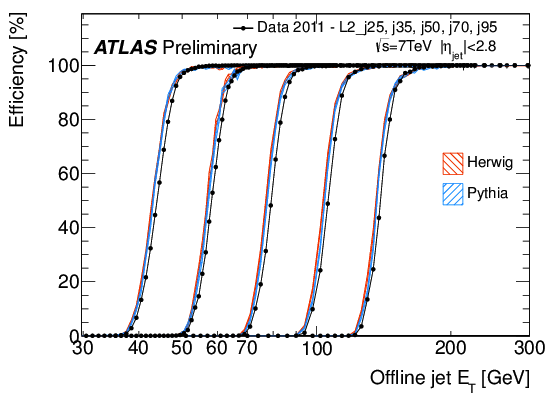 Efficiency [%]
Data 2011 - L2_j25, j35, j50, j70, j95
ATLAS Preliminary
√s=7TeV |η_jet|<2.8
100
80
60
40
20
0
Herwig
Pythia
30 40 50 60 70 100 200 300
Offline jet E_T [GeV]